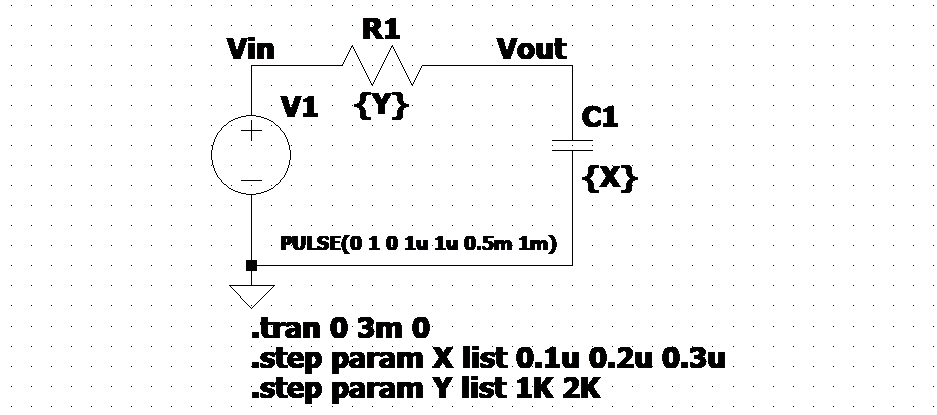 R1
Vin
Vout
V1
{Y}
C1
{X}
PULSE(0 1 0 1u 1u 0.5m 1m)
.tran 0 3m 0
.step param X list 0.1u 0.2u 0.3u
.step param Y list 1K 2K